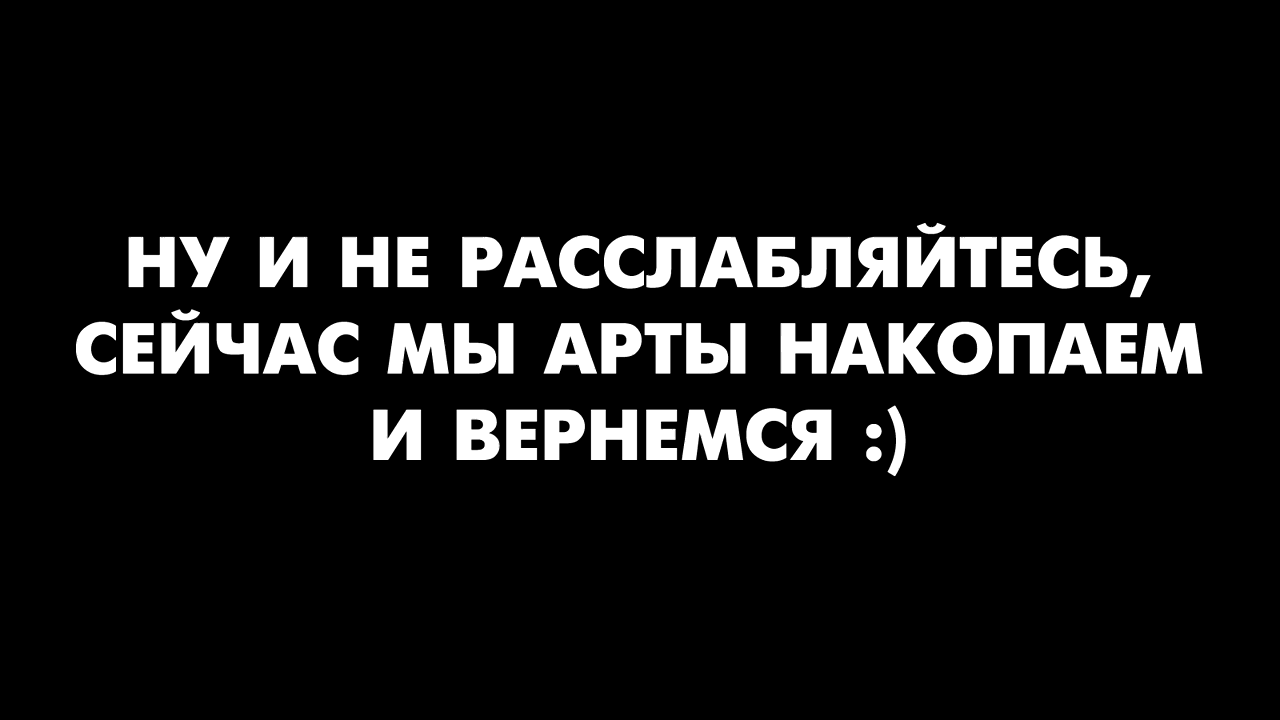 НУ И НЕ РАССЛАБЛЯЙТЕСЬ,
СЕЙЧАС МЫ АРТЫ НАКОПАЕМ
И ВЕРНЕМСЯ :)